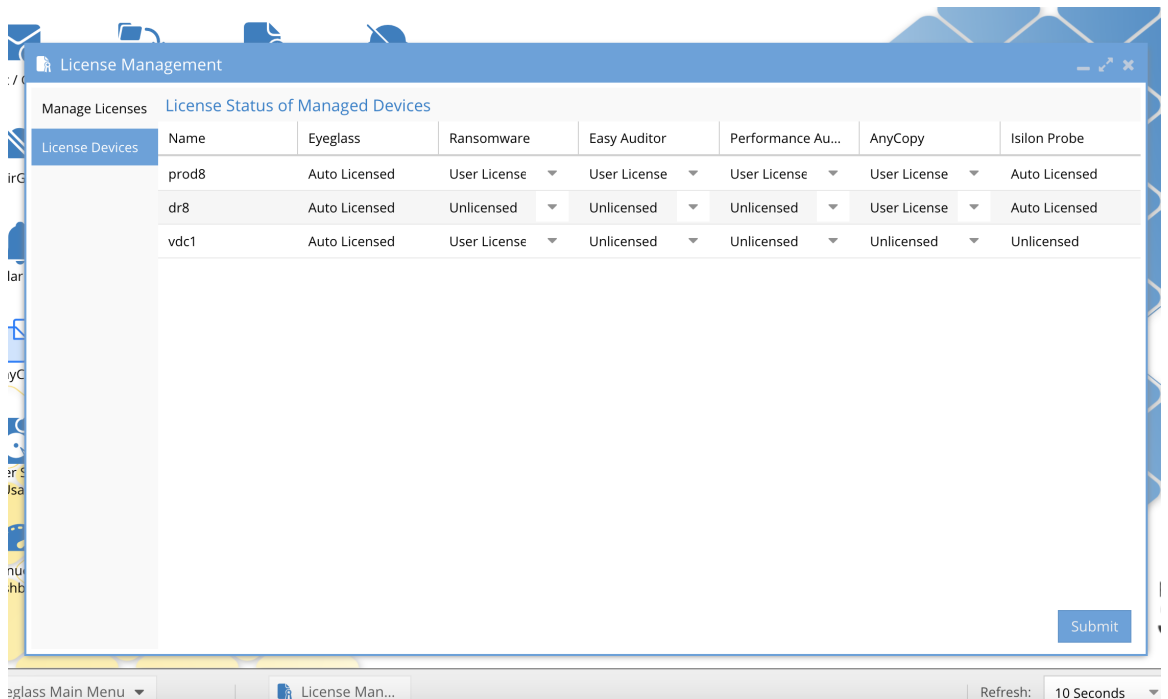 License Management
Manage Licenses
License Devices
License Status of Managed Devices
Name Eyeglass Ransomware Easy Auditor Performance Au... AnyCopy Isilon Probe
prod8 Auto Licensed User License User License User License User License Auto Licensed
dr8 Auto Licensed Unlicensed Unlicensed Unlicensed User License Auto Licensed
vdc1 Auto Licensed User License Unlicensed Unlicensed Unlicensed Unlicensed
Submit
eglass Main Menu License Man... Refresh: 10 Seconds